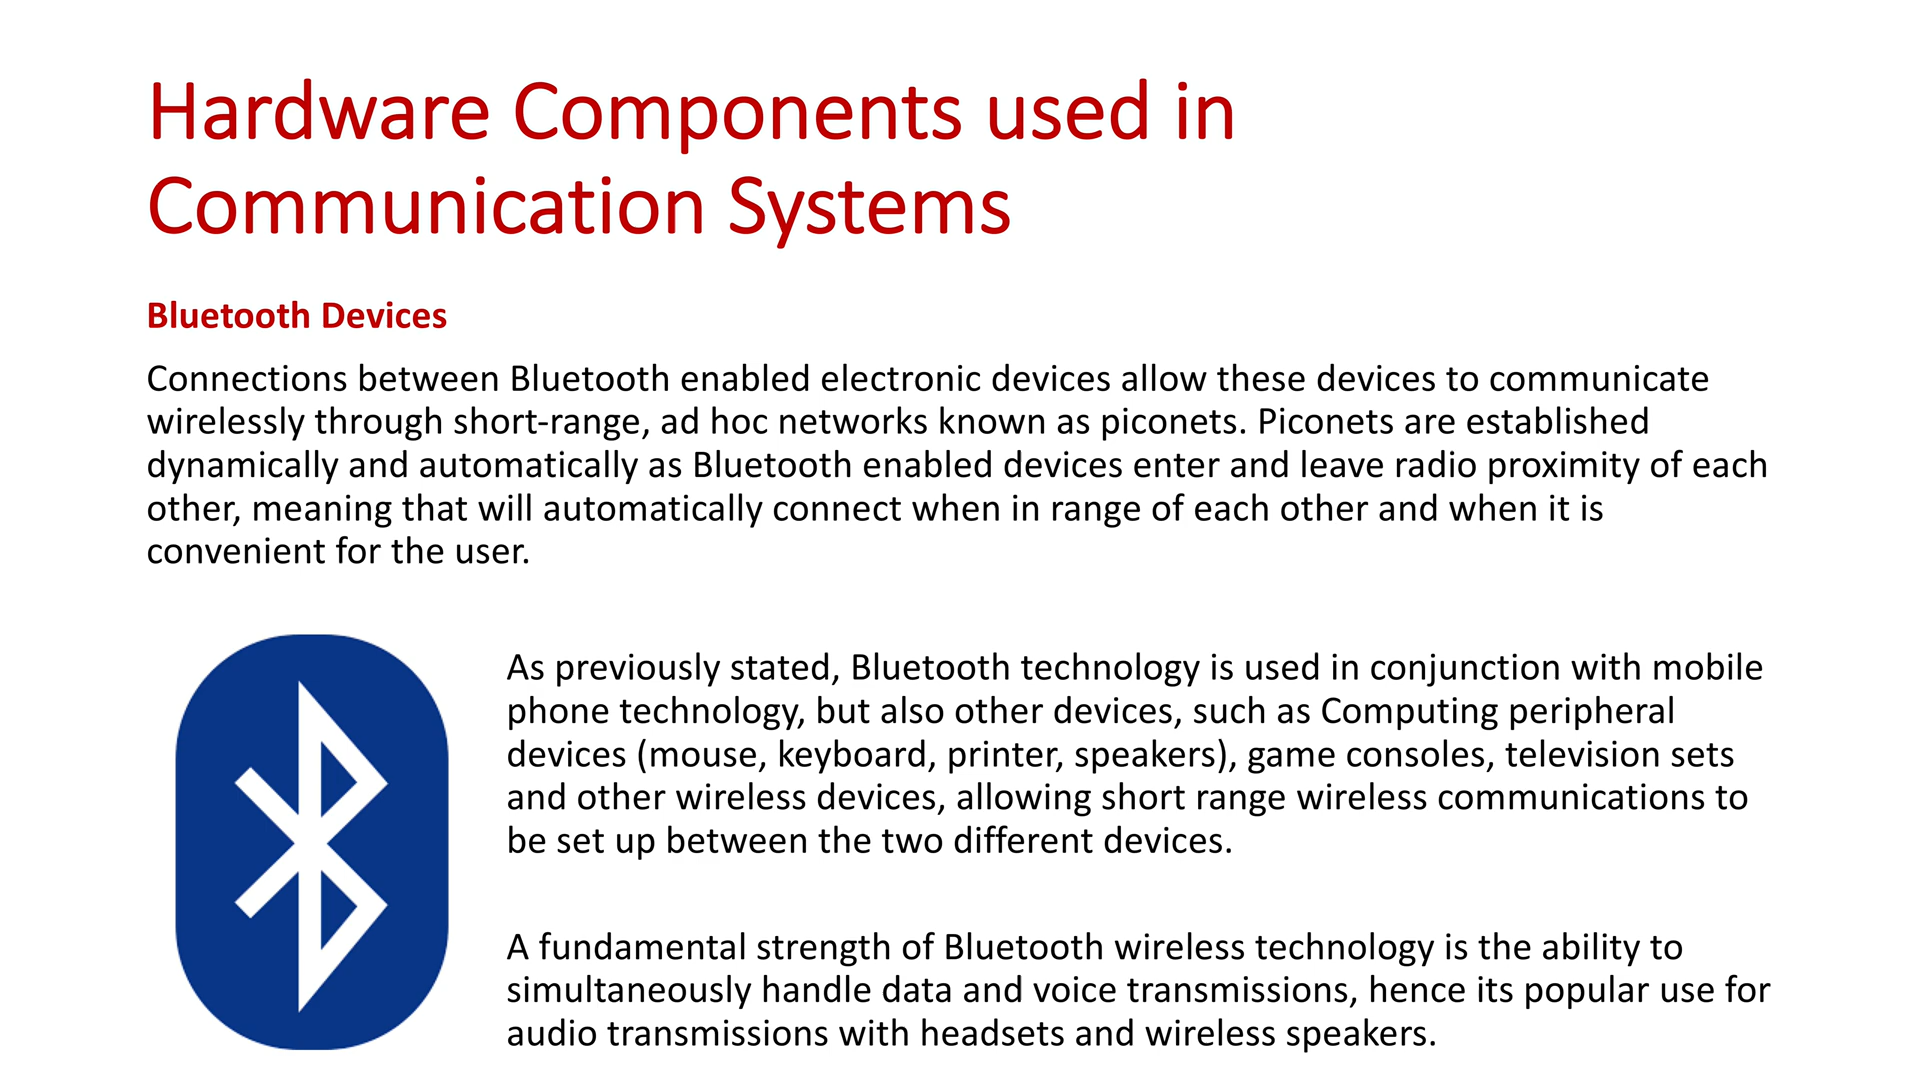 Hardware Components used in
Communication Systems
Bluetooth Devices
Connections between Bluetooth enabled electronic devices allow these devices to communicate
wirelessly through short-range, ad hoc networks known as piconets. Piconets are established
dynamically and automatically as Bluetooth enabled devices enter and leave radio proximity of each
other, meaning that will automatically connect when in range of each other and when it is
convenient for the user.
As previously stated, Bluetooth technology is used in conjunction with mobile
phone technology, but also other devices, such as Computing peripheral
devices (mouse, keyboard, printer, speakers), game consoles, television sets
and other wireless devices, allowing short range wireless communications to
be set up between the two different devices.
A fundamental strength of Bluetooth wireless technology is the ability to
simultaneously handle data and voice transmissions, hence its popular use for
audio transmissions with headsets and wireless speakers.